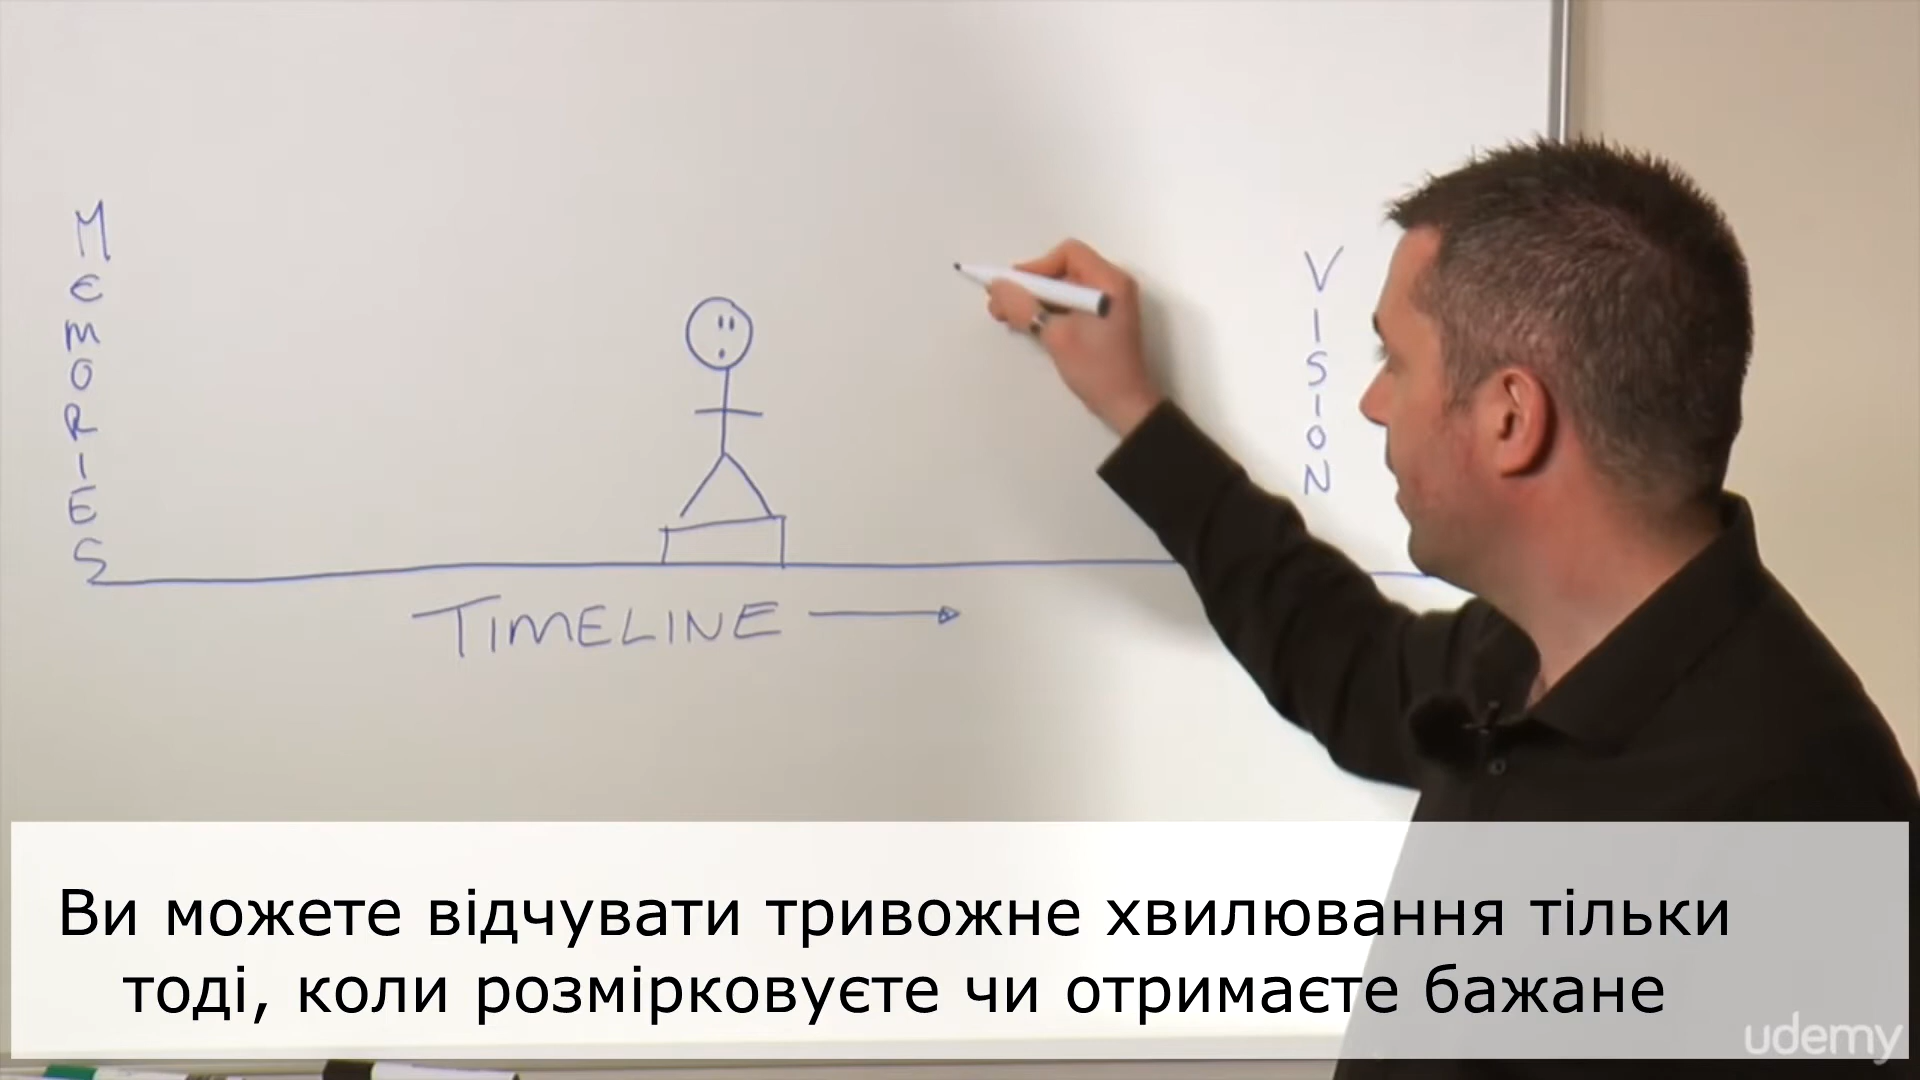 MEMORIES
VISION
TIMELINE
Ви можете відчувати тривожне хвилювання тільки
тоді, коли розмірковуєте чи отримаєте бажане
udemy